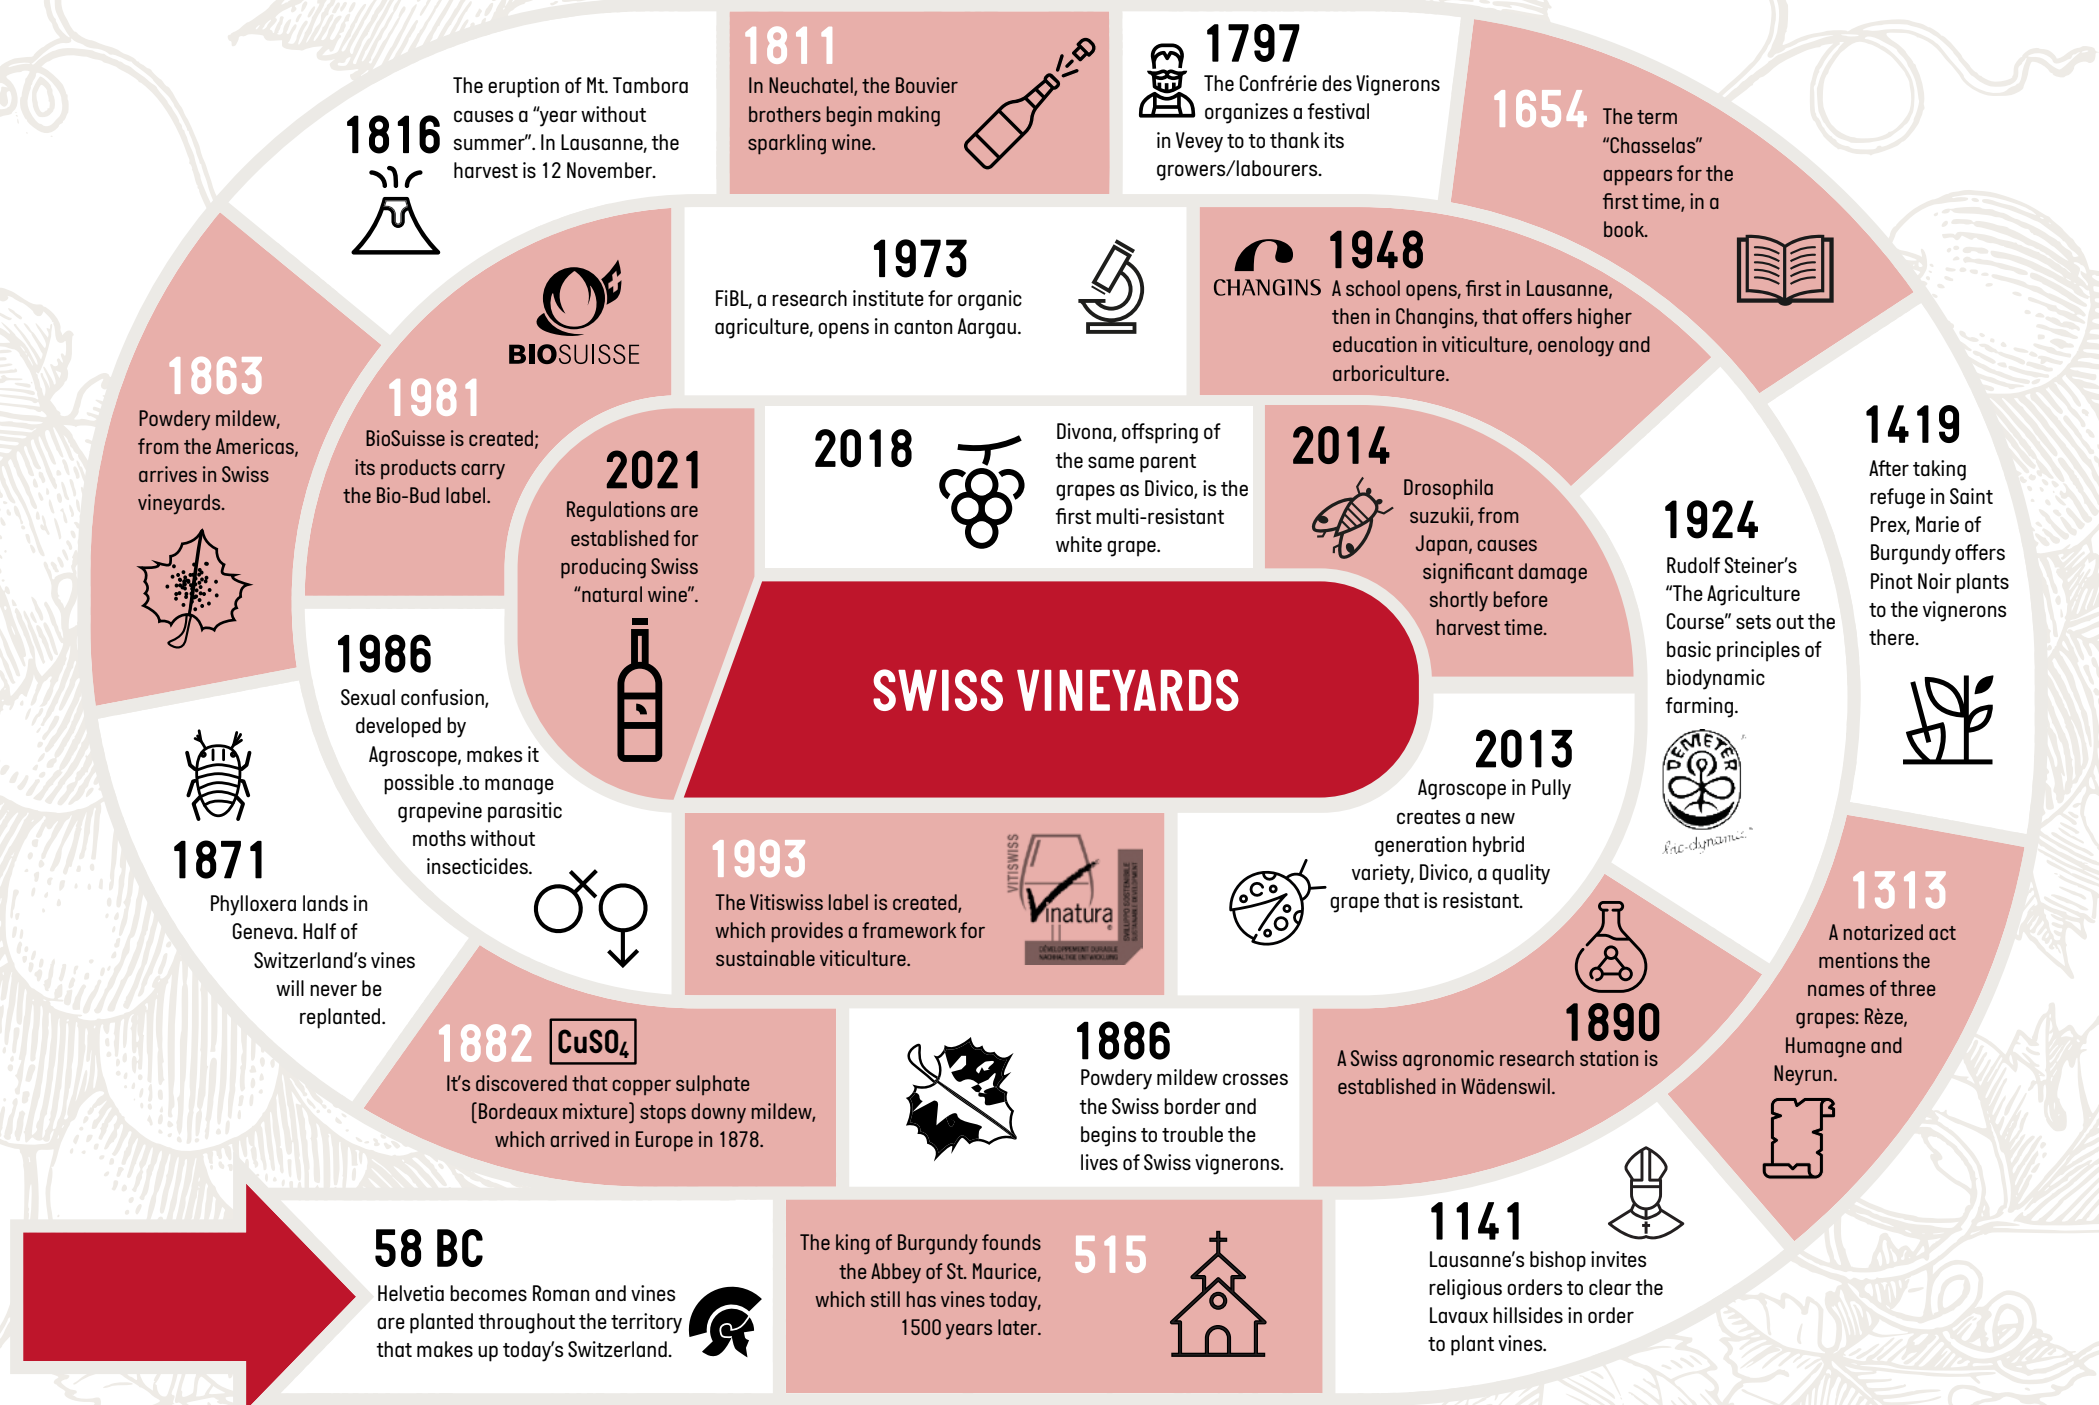 58 BC
Helvetia becomes Roman and vines
are planted throughout the territory
that makes up today's Switzerland.
515
The king of Burgundy founds
the Abbey of St. Maurice,
which still has vines today,
1500 years later.
1141
Lausanne's bishop invites
religious orders to clear the
Lavaux hillsides in order
to plant vines.
1313
A notarized act
mentions the
names of three
grapes: Rèze,
Humagne and
Neyrun.
1419
After taking
refuge in Saint
Prex, Marie of
Burgundy offers
Pinot Noir plants
to the vignerons
there.
1654
The term
“Chasselas”
appears for the
first time, in a
book.
1797
The Confrérie des Vignerons
organizes a festival
in Vevey to to thank its
growers/labourers.
1811
In Neuchatel, the Bouvier
brothers begin making
sparkling wine.
1816
The eruption of Mt. Tambora
causes a “year without
summer”. In Lausanne, the
harvest is 12 November.
1863
Powdery mildew,
from the Americas,
arrives in Swiss
vineyards.
1871
Phylloxera lands in
Geneva. Half of
Switzerland's vines
will never be
replanted.
1882
CuSO₄
It's discovered that copper sulphate
(Bordeaux mixture) stops downy mildew,
which arrived in Europe in 1878.
1886
Powdery mildew crosses
the Swiss border and
begins to trouble the
lives of Swiss vignerons.
1890
A Swiss agronomic research station is
established in Wädenswil.
1924
Rudolf Steiner's
“The Agriculture
Course” sets out the
basic principles of
biodynamic
farming.
DEMETER
bio-dynamic
CHANGINS
1948
A school opens, first in Lausanne,
then in Changins, that offers higher
education in viticulture, oenology and
arboriculture.
1973
FiBL, a research institute for organic
agriculture, opens in canton Aargau.
BIOSUISSE
1981
BioSuisse is created;
its products carry
the Bio-Bud label.
1986
Sexual confusion,
developed by
Agroscope, makes it
possible .to manage
grapevine parasitic
moths without
insecticides.
1993
The Vitiswiss label is created,
which provides a framework for
sustainable viticulture.
VITISWISS
Vinatura
DÉVELOPPEMENT DURABLE
NACHHALTIGE ENTWICKLUNG
SVILUPPO SOSTENIBILE
SUSTAINABLE DEVELOPMENT
2013
Agroscope in Pully
creates a new
generation hybrid
variety, Divico, a quality
grape that is resistant.
2014
Drosophila
suzukii, from
Japan, causes
significant damage
shortly before
harvest time.
2018
Divona, offspring of
the same parent
grapes as Divico, is the
first multi-resistant
white grape.
2021
Regulations are
established for
producing Swiss
“natural wine”.
SWISS VINEYARDS